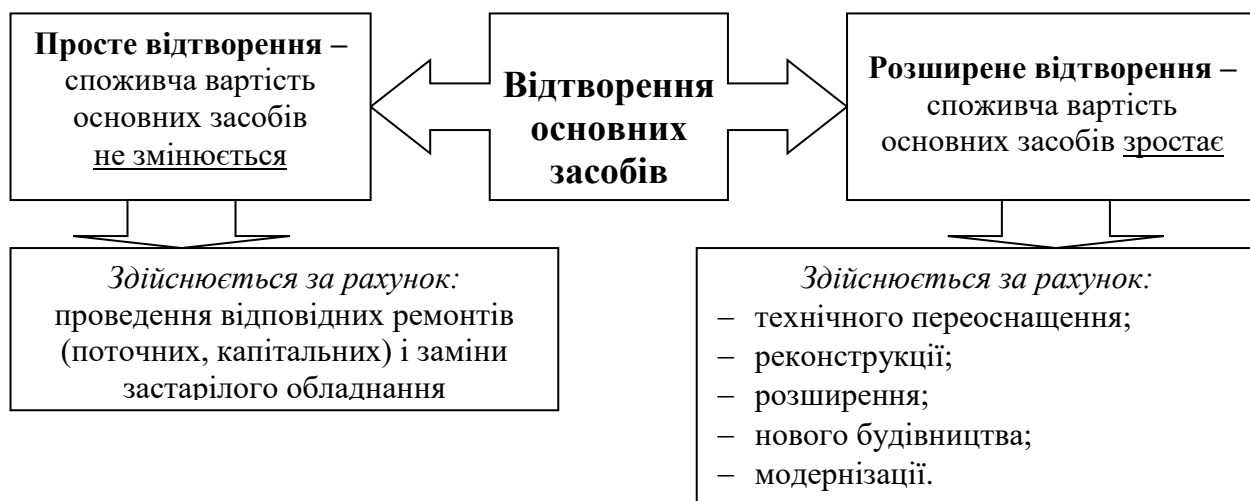 Просте відтворення –
споживча вартість
основних засобів
не змінюється
Відтворення
основних
засобів
Розширене відтворення –
споживча вартість
основних засобів зростає
Здійснюється за рахунок:
проведення відповідних ремонтів
(поточних, капітальних) і заміни
застарілого обладнання
Здійснюється за рахунок:
– технічного переоснащення;
– реконструкції;
– розширення;
– нового будівництва;
– модернізації.